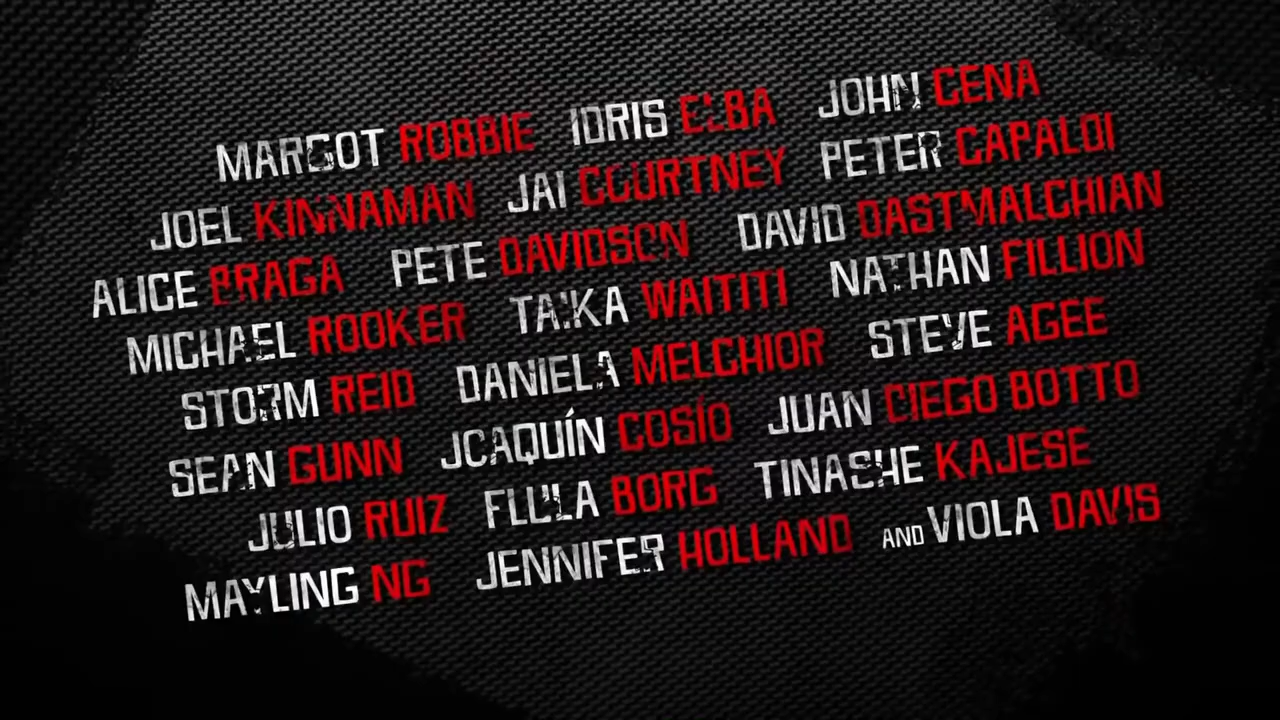 MARGOT ROBBIE IDRIS ELBA JOHN CENA
JOEL KINNAMAN JAI COURTNEY PETER CAPALDI
ALICE BRAGA PETE DAVIDSON DAVID DASTMALCHIAN
MICHAEL ROOKER TAIKA WAITITI NATHAN FILLION
STORM REID DANIELA MELCHIOR STEVE AGEE
SEAN GUNN JOAQUÍN COSÍO JUAN DIEGO BOTTO
JULIO RUIZ FLULA BORG TINASHE KAJESE
MAYLING NG JENNIFER HOLLAND AND VIOLA DAVIS